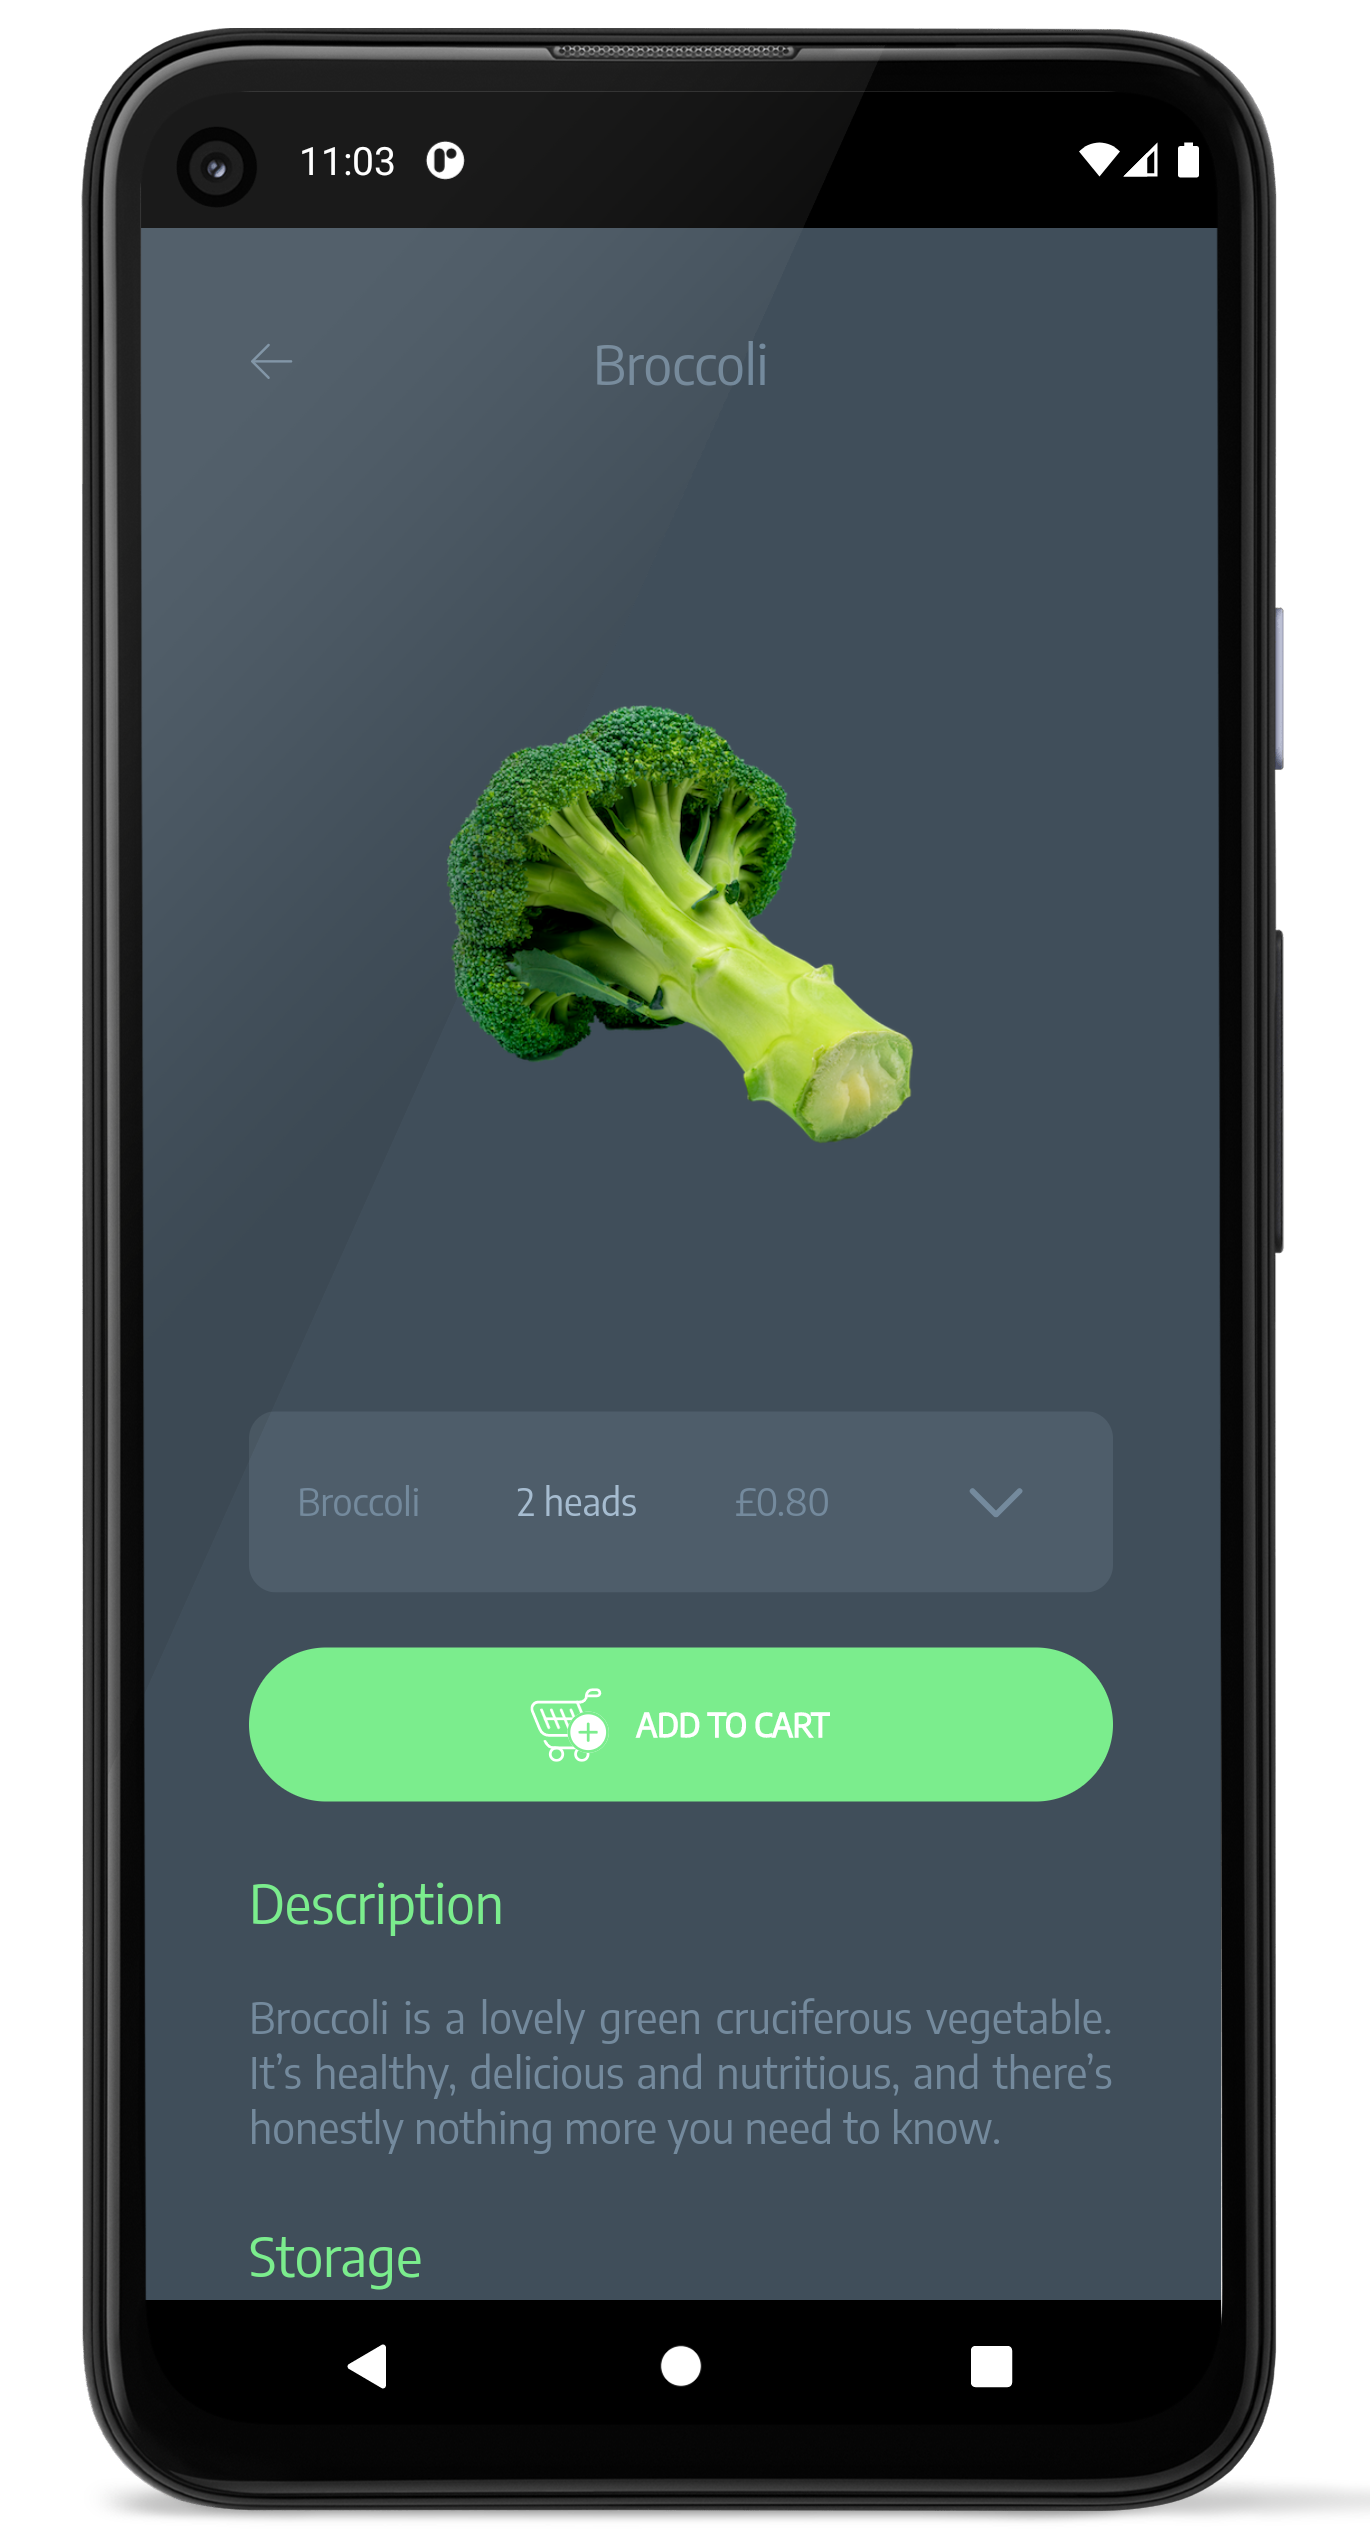 11:03
Broccoli
Broccoli 2 heads £0.80
ADD TO CART
Description
Broccoli is a lovely green cruciferous vegetable.
It’s healthy, delicious and nutritious, and there’s
honestly nothing more you need to know.
Storage